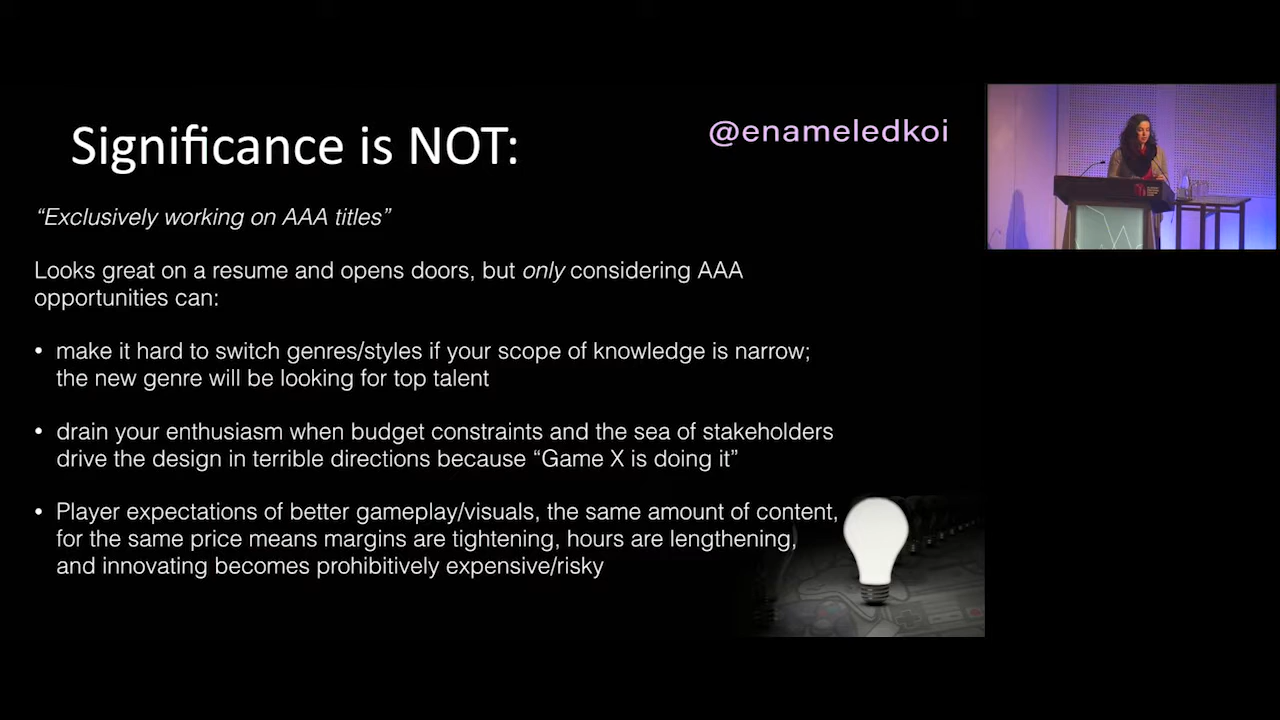 Significance is NOT:
@enameledkoi
“Exclusively working on AAA titles”
Looks great on a resume and opens doors, but only considering AAA
opportunities can:
• make it hard to switch genres/styles if your scope of knowledge is narrow;
the new genre will be looking for top talent
• drain your enthusiasm when budget constraints and the sea of stakeholders
drive the design in terrible directions because “Game X is doing it”
• Player expectations of better gameplay/visuals, the same amount of content,
for the same price means margins are tightening, hours are lengthening,
and innovating becomes prohibitively expensive/risky